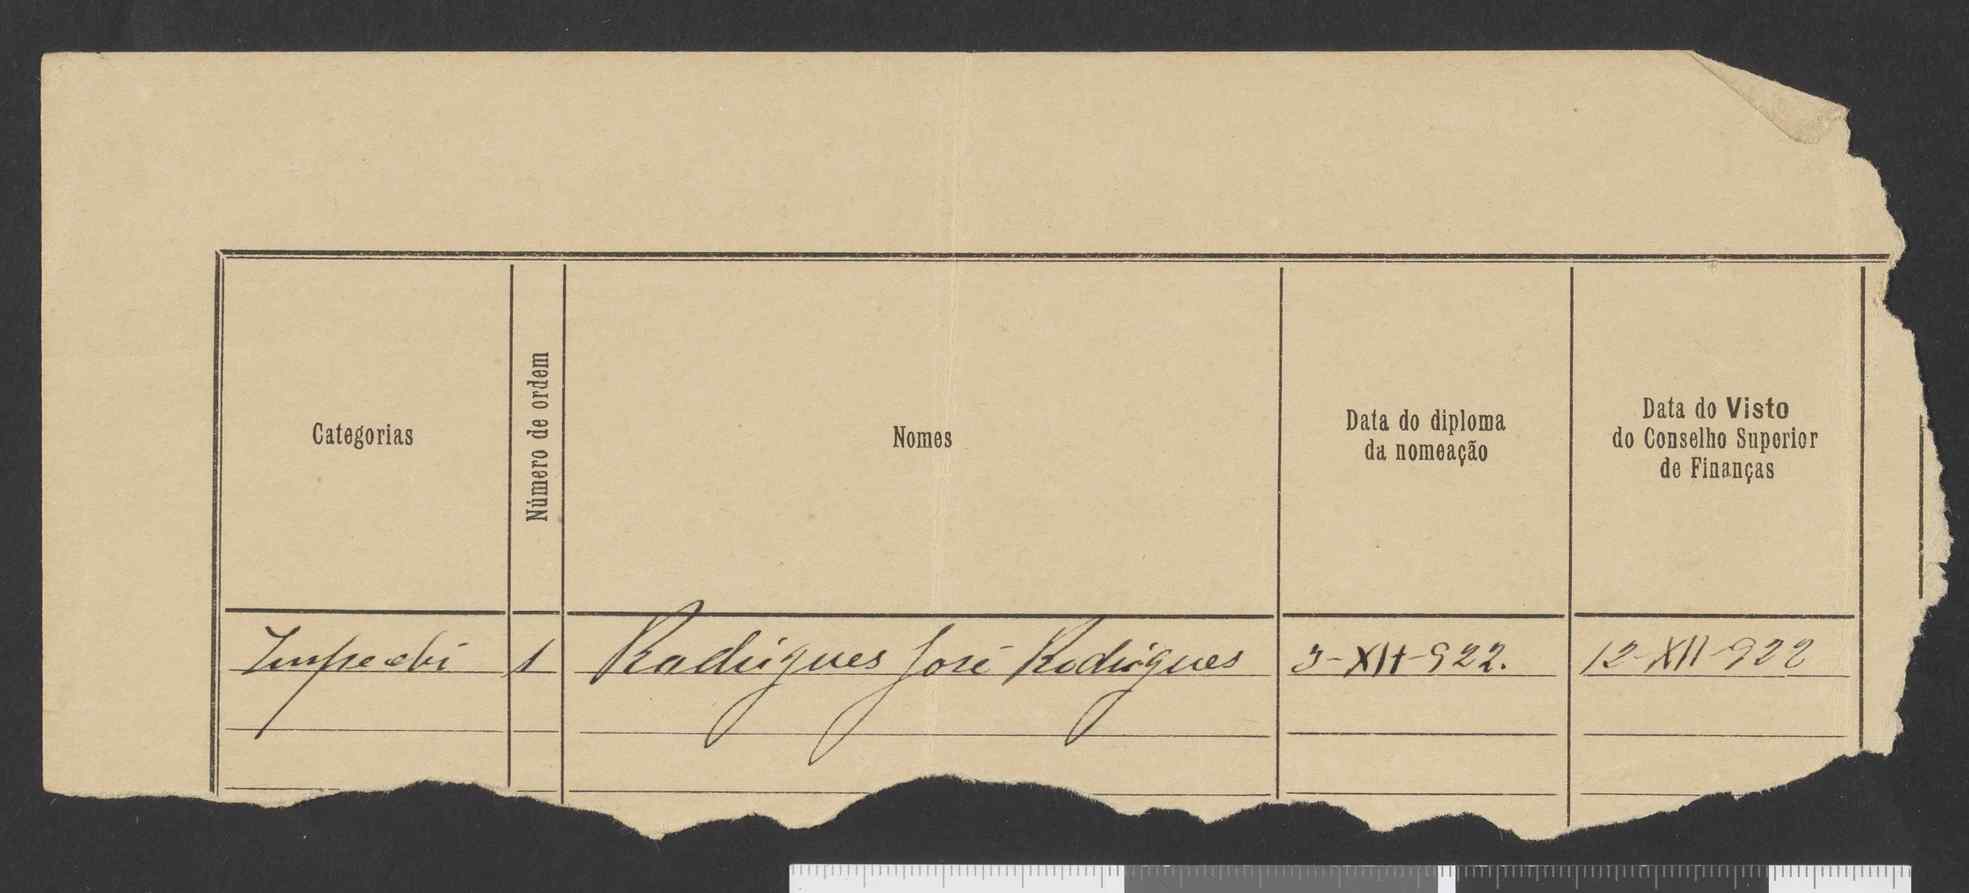 Categorias
Número de ordem
Nomes
Data do diploma
da nomeação
Data do Visto
do Conselho Superior
de Finanças
1
Rodrigues José Rodrigues
3-XII-922.
12-XII-922